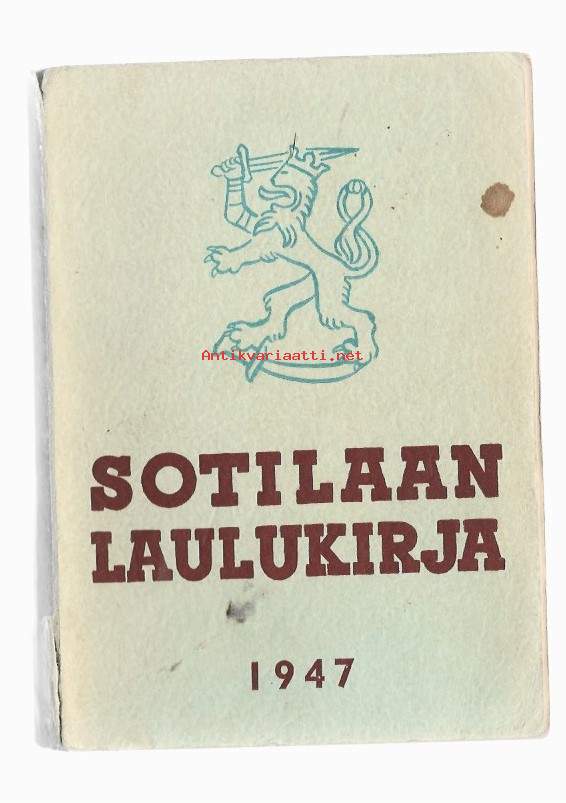 Antikvariaatti.net
SOTILAAN
LAULUKIRJA
1947